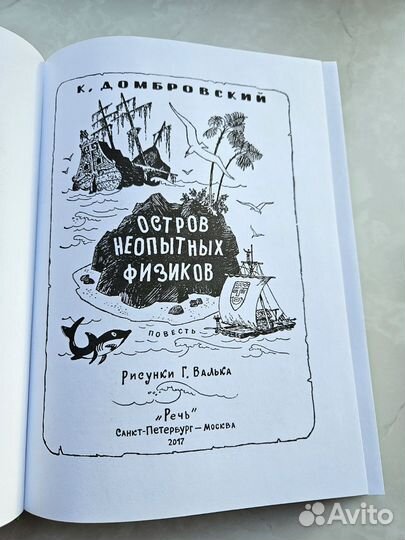 К. ДОМБРОВСКИЙ
ОСТРОВ
НЕОПЫТНЫХ
ФИЗИКОВ
ПОВЕСТЬ
Рисунки Г. Валька
„Речь"
Санкт-Петербург — Москва
2017
Avito